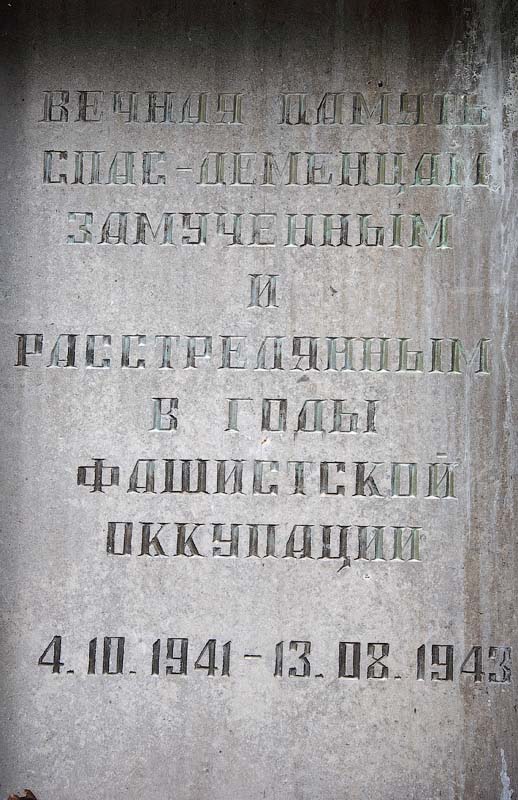 ВЕЧНАЯ ПАМЯТЬ
СПАС-ДЕМЕНЦАМ
ЗАМУЧЕННЫМ
И
РАССТРЕЛЯННЫМ
В ГОДЫ
ФАШИСТСКОЙ
ОККУПАЦИИ
4.10.1941-13.08.1943